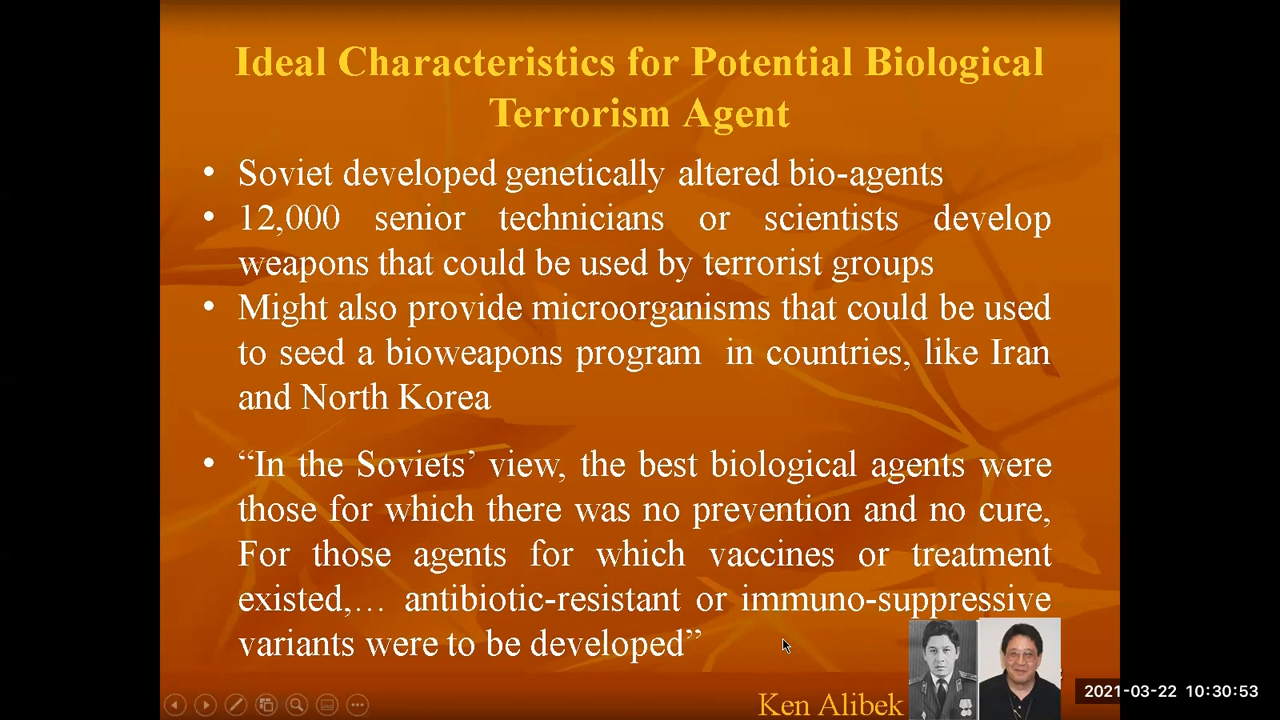 Ideal Characteristics for Potential Biological
Terrorism Agent
• Soviet developed genetically altered bio-agents
• 12,000 senior technicians or scientists develop
weapons that could be used by terrorist groups
• Might also provide microorganisms that could be used
to seed a bioweapons program in countries, like Iran
and North Korea
• “In the Soviets’ view, the best biological agents were
those for which there was no prevention and no cure,
For those agents for which vaccines or treatment
existed,… antibiotic-resistant or immuno-suppressive
variants were to be developed”
Ken Alibek
2021-03-22 10:30:53